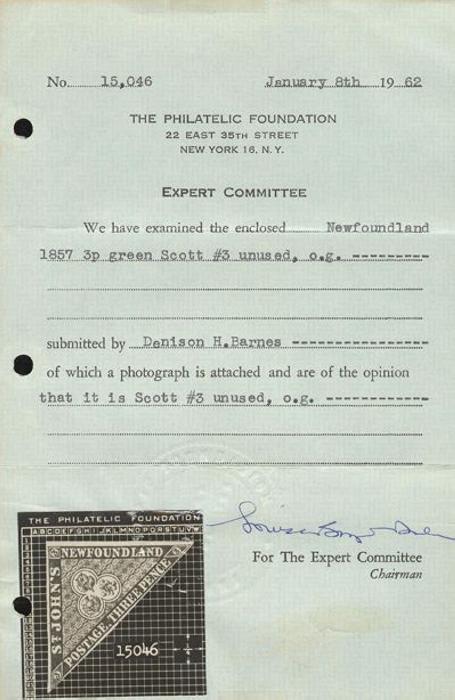 No. 15,046 January 8th 19 62
THE PHILATELIC FOUNDATION
22 EAST 35TH STREET
NEW YORK 16, N. Y.
EXPERT COMMITTEE
We have examined the enclosed Newfoundland
1857 3p green Scott #3 unused, o.g.
submitted by Denison H.Barnes
of which a photograph is attached and are of the opinion
that it is Scott #3 unused, o.g.
For The Expert Committee
Chairman
THE PHILATELIC FOUNDATION
ABCDEFGHIJKLMNOPQRSTUVW
NEWFOUNDLAND
ST JOHN'S
POSTAGE. THREE PENCE
15046